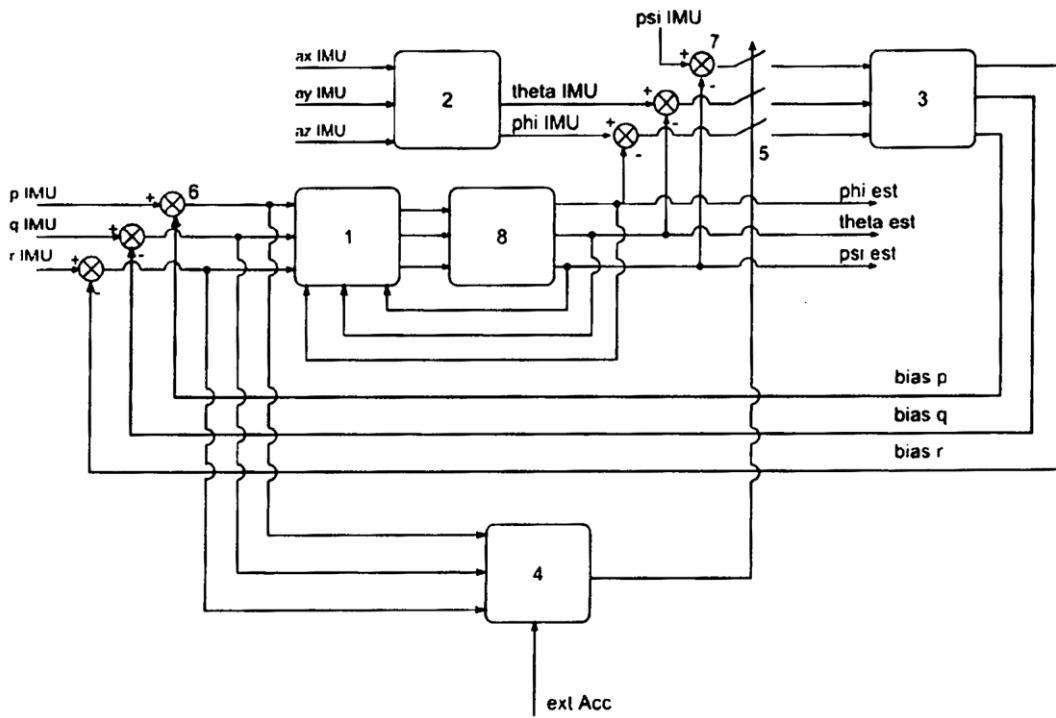 psi IMU
7
ax IMU
ay IMU
az IMU
2
theta IMU
phi IMU
3
5
p IMU
q IMU
r IMU
6
1
8
phi est
theta est
psi est
bias p
bias q
bias r
4
ext Acc
+
-
+
-
+
-
+
+
-
+
-